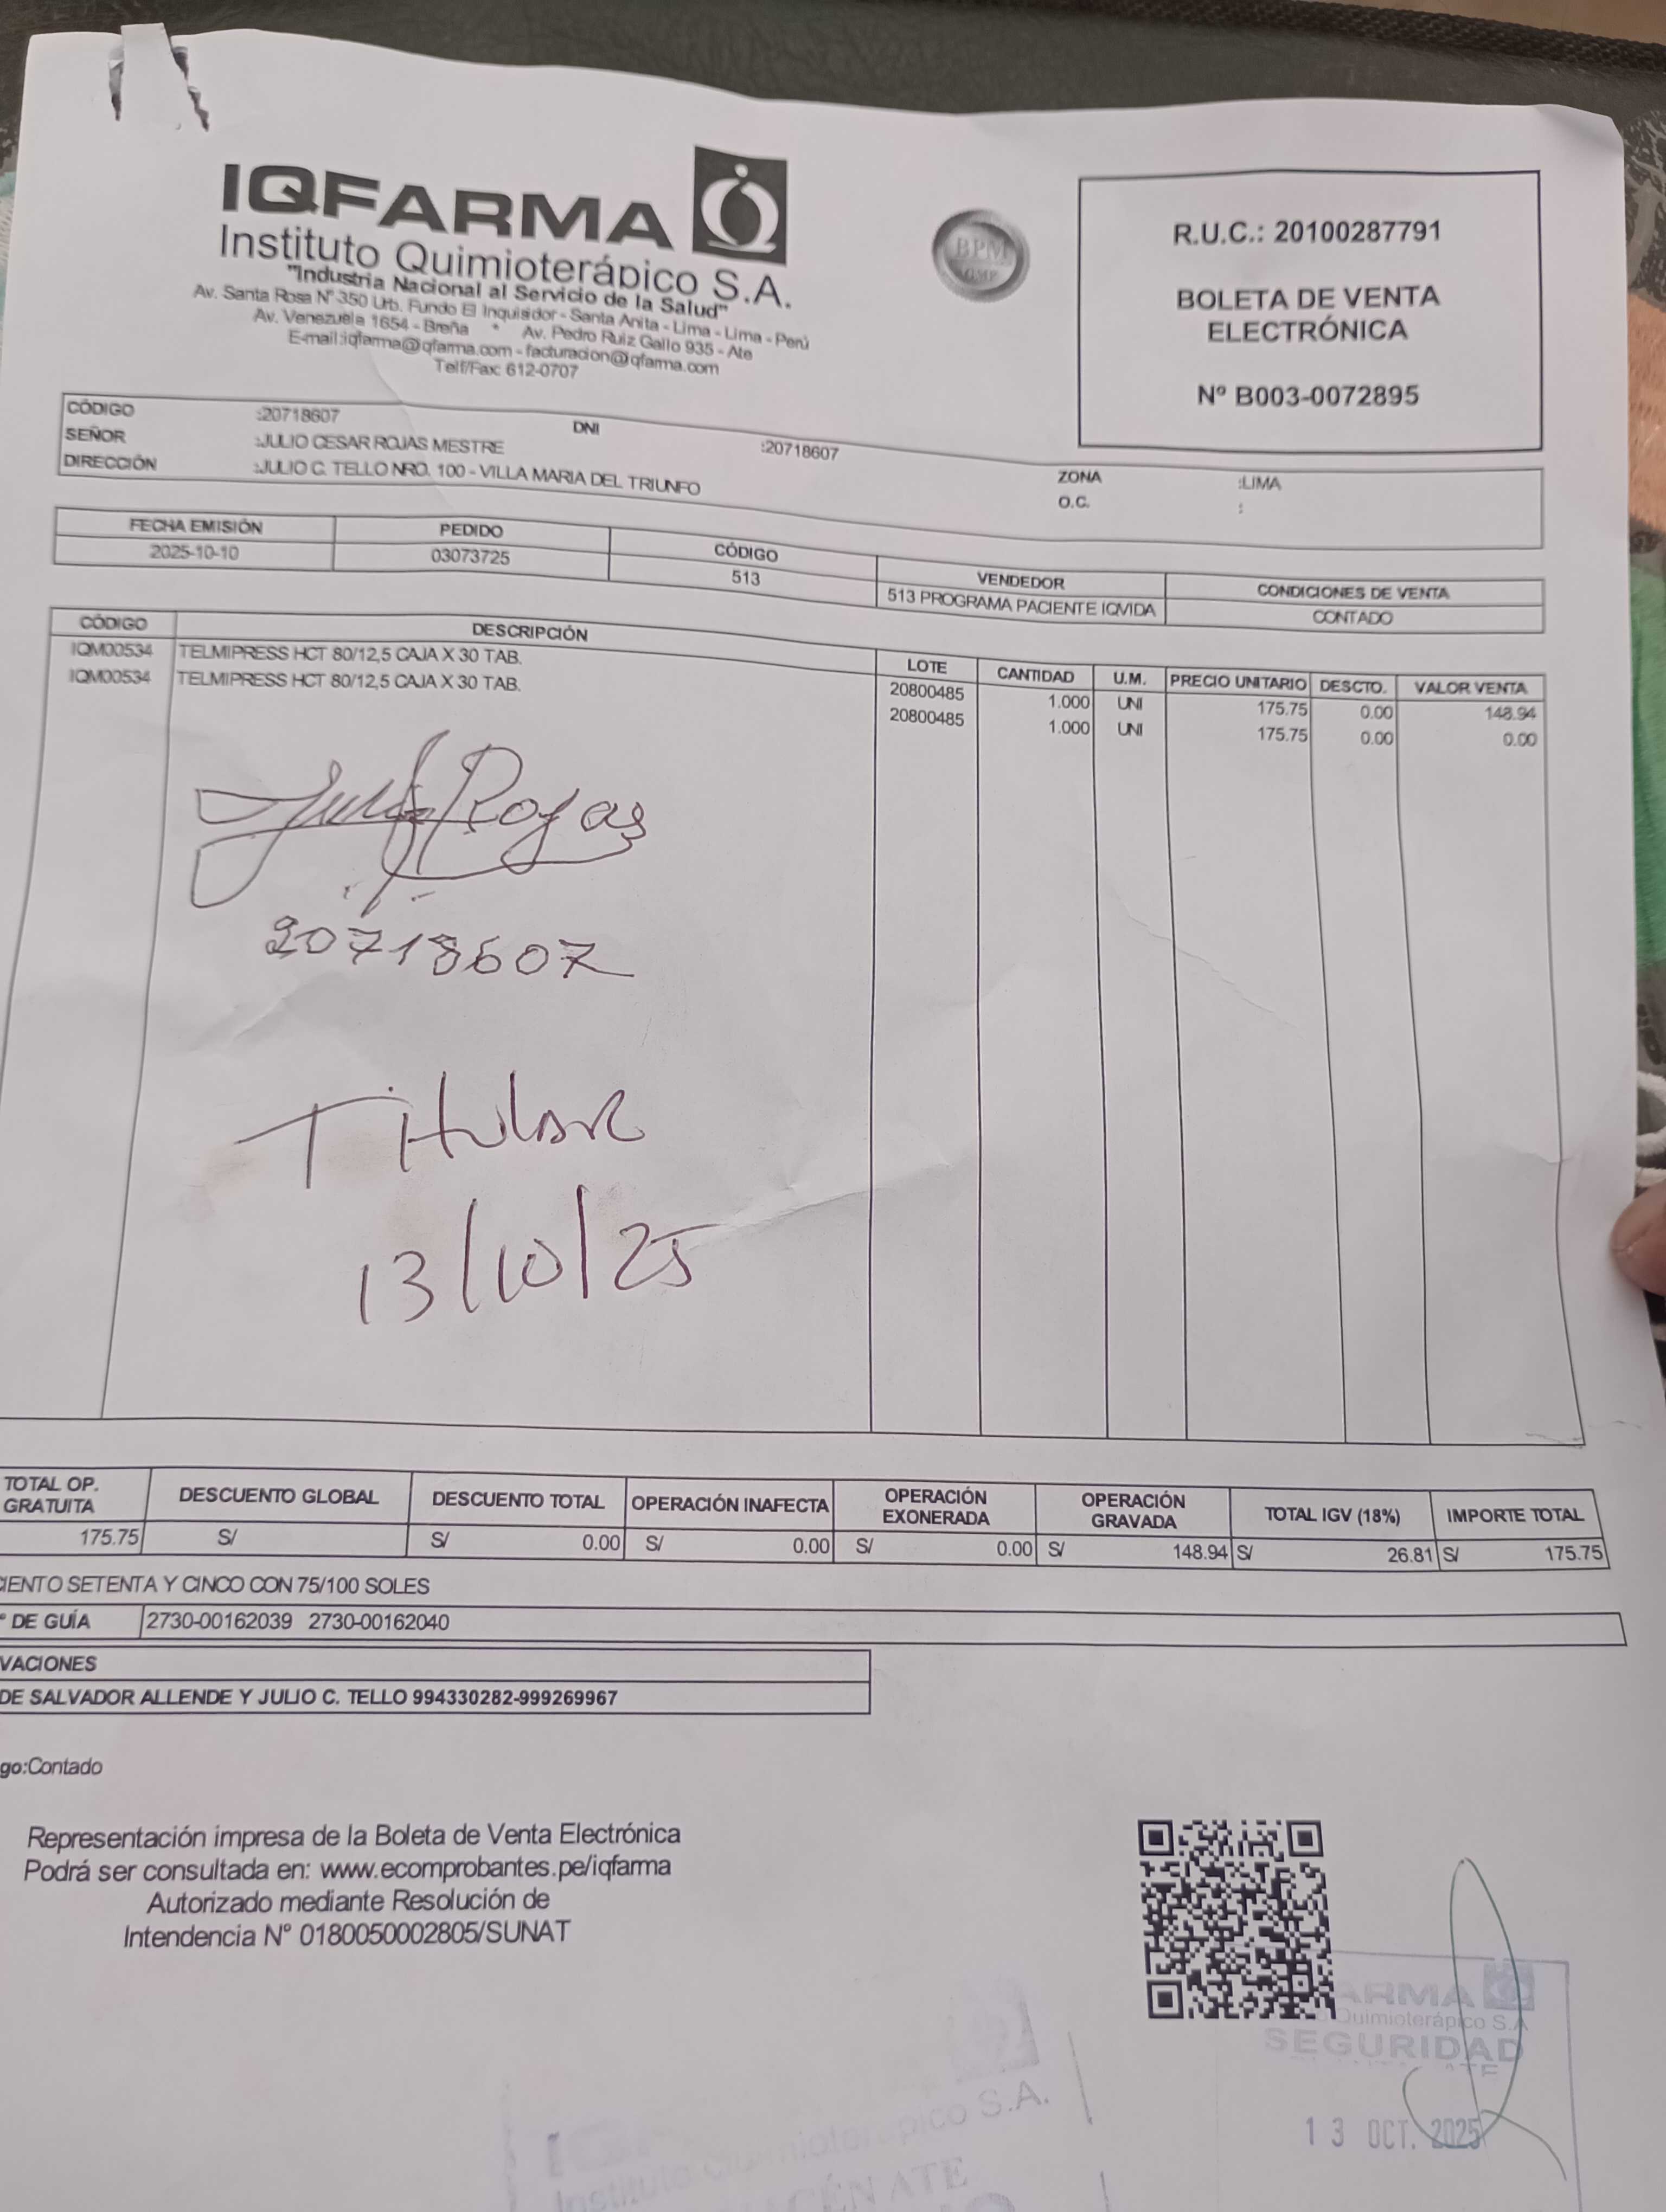 IQFARMA
Instituto Quimioterápico S.A.
"Industria Nacional al Servicio de la Salud"
Av. Santa Rosa N° 350 Urb. Fundo El Inquisidor - Santa Anita - Lima - Lima - Perú
Av. Venezuela 1654 - Breña * Av. Pedro Ruiz Gallo 935 - Ate
E-mail:iqfarma@iqfarma.com - facturacion@iqfarma.com
Telf/Fax: 612-0707
BPM
GMP
R.U.C.: 20100287791
BOLETA DE VENTA
ELECTRÓNICA
Nº B003-0072895
CÓDIGO :20718607 DNI :20718607
SEÑOR :JULIO CESAR ROJAS MESTRE
DIRECCIÓN :JULIO C. TELLO NRO. 100 - VILLA MARIA DEL TRIUNFO
ZONA :LIMA
O.C. :
FECHA EMISIÓN PEDIDO CÓDIGO VENDEDOR CONDICIONES DE VENTA
2025-10-10 03073725 513 513 PROGRAMA PACIENTE IQVIDA CONTADO
CÓDIGO DESCRIPCIÓN LOTE CANTIDAD U.M. PRECIO UNITARIO DESCTO. VALOR VENTA
IQM00534 TELMIPRESS HCT 80/12,5 CAJA X 30 TAB. 20800485 1.000 UNI 175.75 0.00 148.94
IQM00534 TELMIPRESS HCT 80/12,5 CAJA X 30 TAB. 20800485 1.000 UNI 175.75 0.00 0.00
Rojas
20718607
Titular
13/10/25
TOTAL OP. GRATUITA DESCUENTO GLOBAL DESCUENTO TOTAL OPERACIÓN INAFECTA OPERACIÓN EXONERADA OPERACIÓN GRAVADA TOTAL IGV (18%) IMPORTE TOTAL
175.75 S/ S/ 0.00 S/ 0.00 S/ 0.00 S/ 148.94 S/ 26.81 S/ 175.75
CIENTO SETENTA Y CINCO CON 75/100 SOLES
° DE GUÍA 2730-00162039 2730-00162040
VACIONES
DE SALVADOR ALLENDE Y JULIO C. TELLO 994330282-999269967
go:Contado
Representación impresa de la Boleta de Venta Electrónica
Podrá ser consultada en: www.ecomprobantes.pe/iqfarma
Autorizado mediante Resolución de
Intendencia N° 0180050002805/SUNAT
ARMA
Quimioterápico S.A
SEGURIDAD
13 OCT. 2025
IQ
Instituto Quimioterápico S.A.
ATE